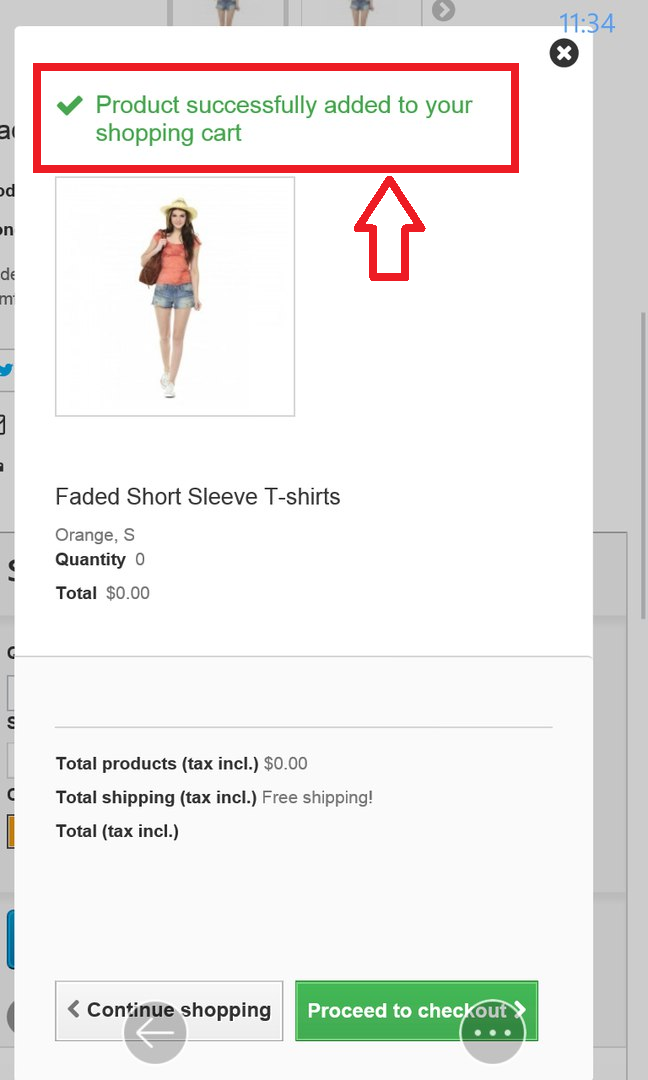 11:34
Product successfully added to your
shopping cart
Faded Short Sleeve T-shirts
Orange, S
Quantity 0
Total $0.00
Total products (tax incl.) $0.00
Total shipping (tax incl.) Free shipping!
Total (tax incl.)
Continue shopping
Proceed to checkout